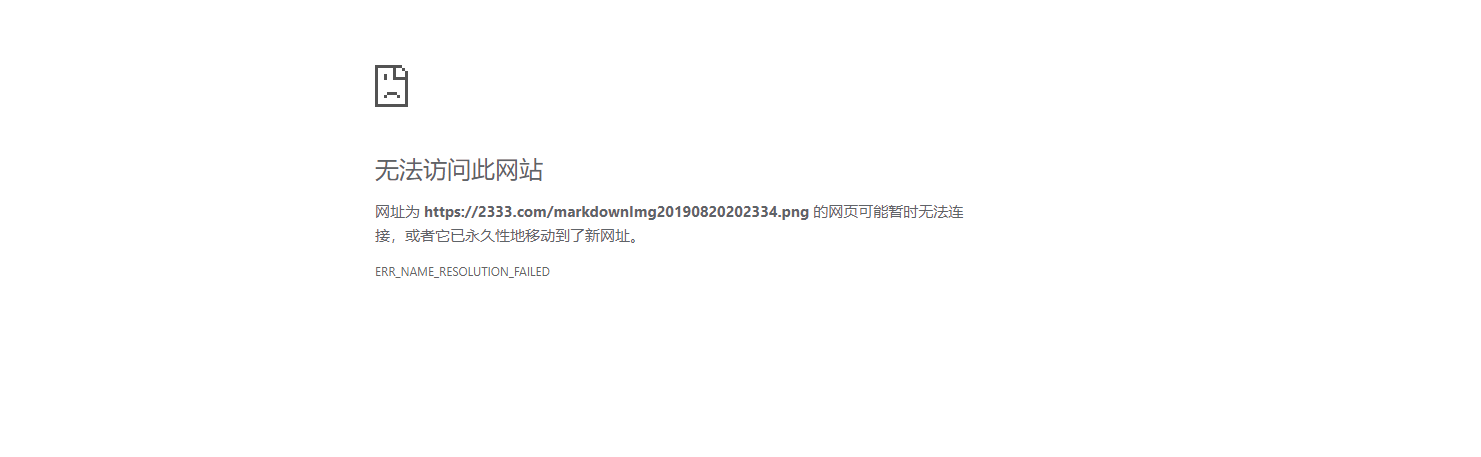 无法访问此网站
网址为 https://2333.com/markdownImg20190820202334.png 的网页可能暂时无法连
接，或者它已永久性地移动到了新网址。
ERR_NAME_RESOLUTION_FAILED